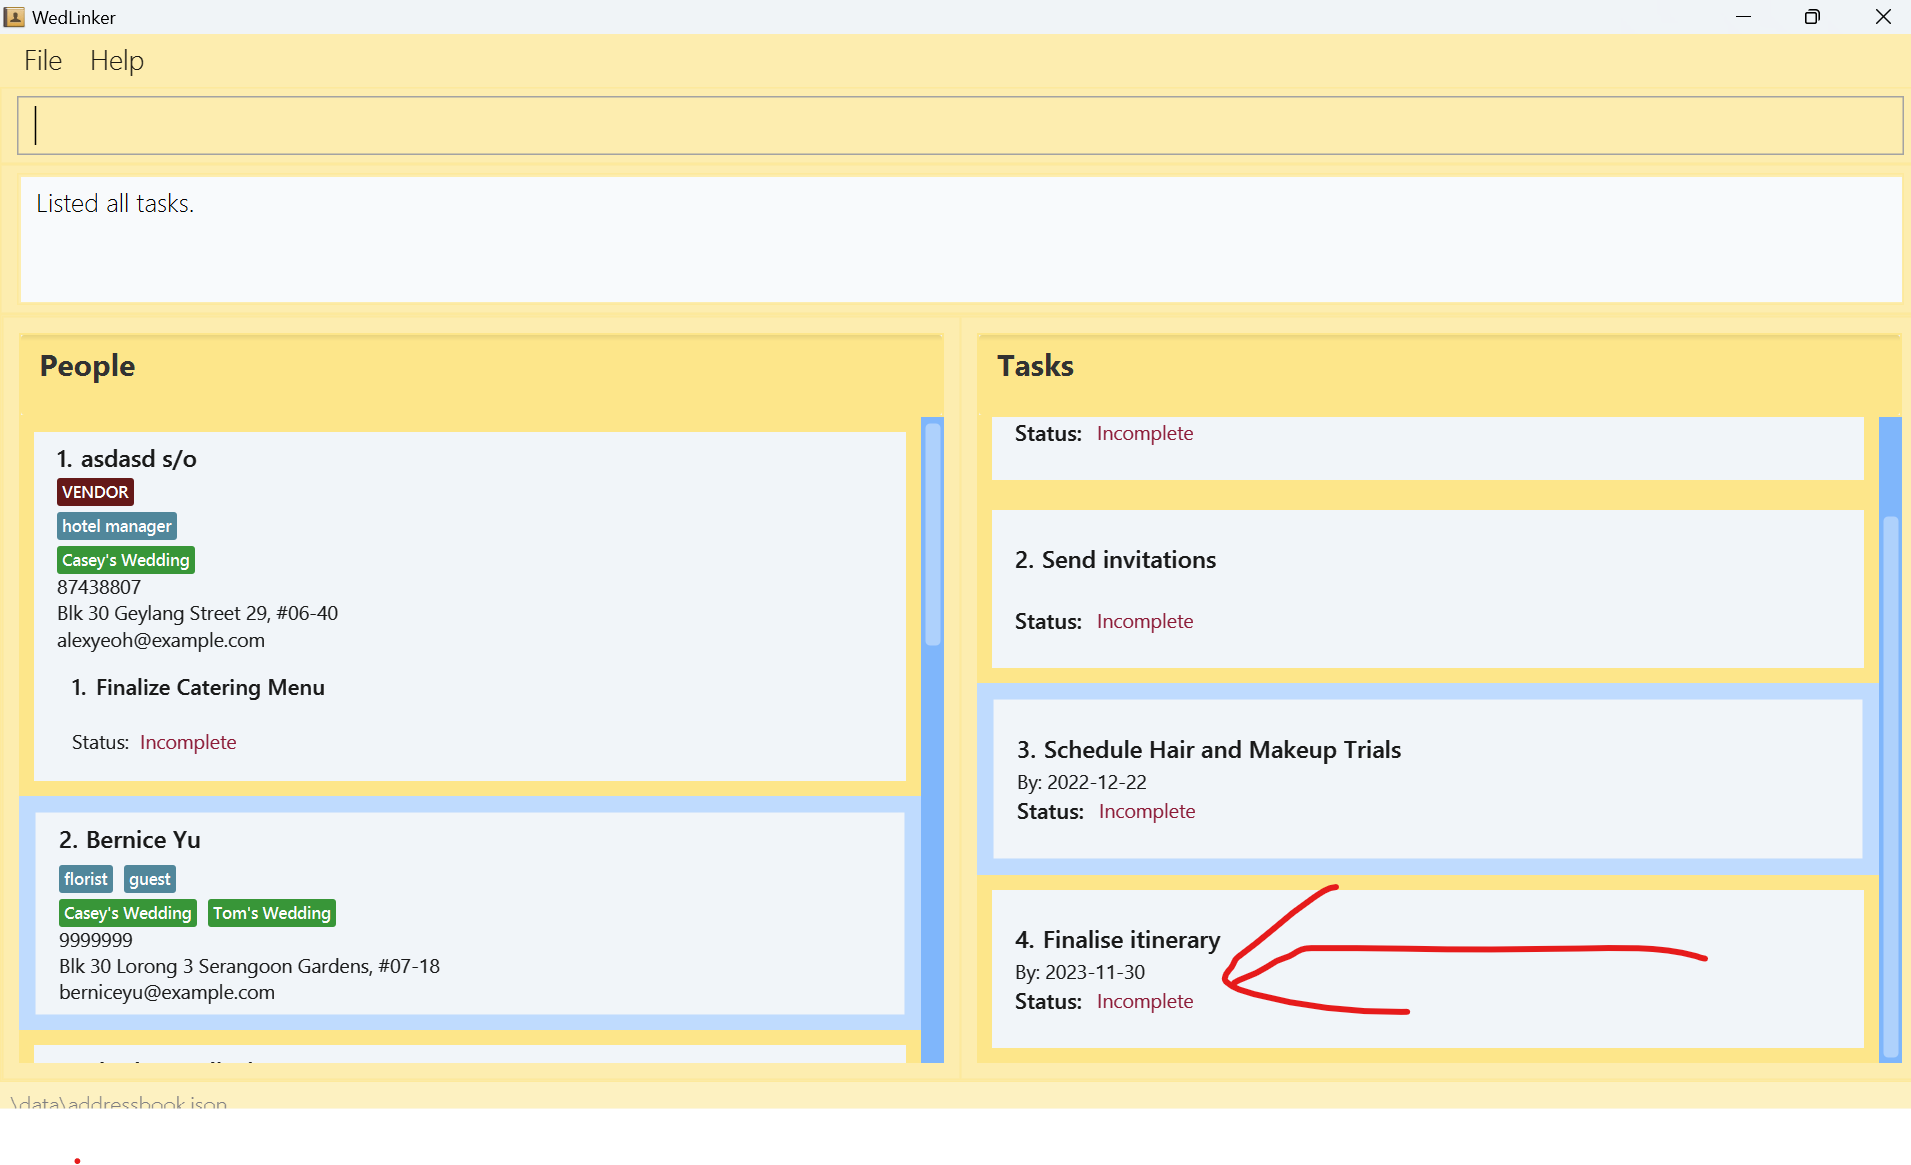 WedLinker
File Help
Listed all tasks.
People
1. asdasd s/o
VENDOR
hotel manager
Casey's Wedding
87438807
Blk 30 Geylang Street 29, #06-40
alexyeoh@example.com
1. Finalize Catering Menu
Status: Incomplete
2. Bernice Yu
florist guest
Casey's Wedding Tom's Wedding
9999999
Blk 30 Lorong 3 Serangoon Gardens, #07-18
berniceyu@example.com
Tasks
Status: Incomplete
2. Send invitations
Status: Incomplete
3. Schedule Hair and Makeup Trials
By: 2022-12-22
Status: Incomplete
4. Finalise itinerary
By: 2023-11-30
Status: Incomplete
\data\addressbook.json